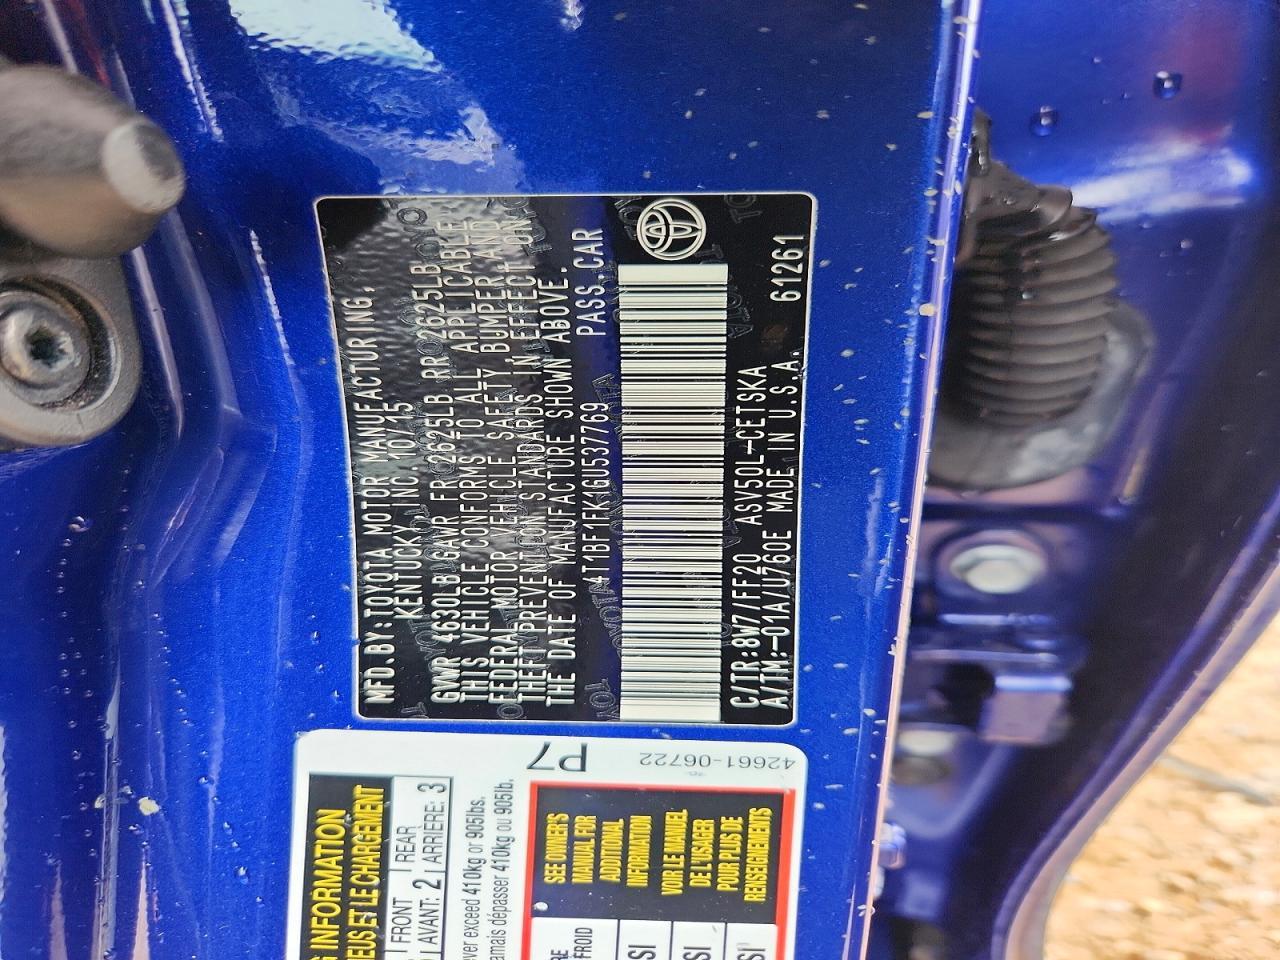 MFD.BY:TOYOTA MOTOR MANUFACTURING,
KENTUCKY, INC. 10/15
GVWR 4630LB GAWR FR 2625LB RR 2625LB
THIS VEHICLE CONFORMS TO ALL APPLICABLE
FEDERAL MOTOR VEHICLE SAFETY, BUMPER, AND
THEFT PREVENTION STANDARDS IN EFFECT ON
THE DATE OF MANUFACTURE SHOWN ABOVE.
4T1BF1FK1GU537769 PASS.CAR
C/TR:8W7/FF20 ASV50L-CETSKA
A/TM:-01A/U760E MADE IN U.S.A. 61261
P7
42661-06722
INFORMATION
ET LE CHARGEMENT
FRONT REAR
AVANT: 2 ARRIÈRE: 3
exceed 410kg or 905lbs.
jamais dépasser 410kg ou 905lb.
SEE OWNER'S
MANUAL FOR
ADDITIONAL
INFORMATION
VOIR LE MANUEL
DE L'USAGER
POUR PLUS DE
RENSEIGNEMENTS
FROID